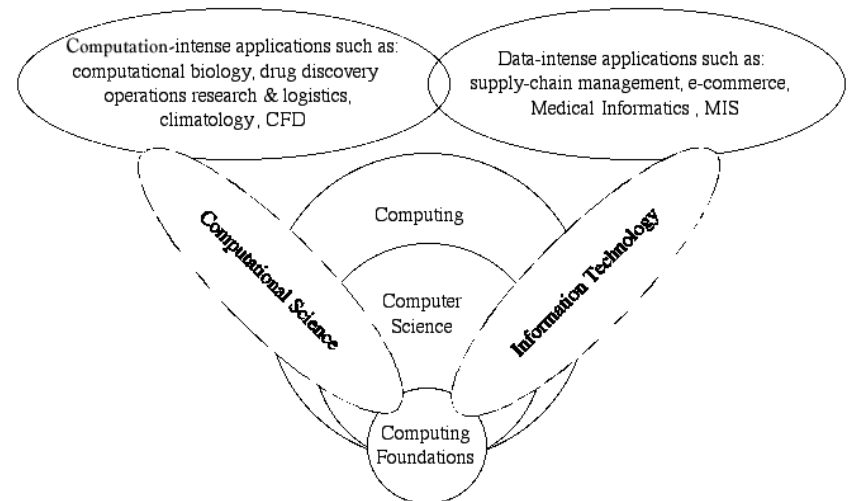 Computation-intense applications such as:
computational biology, drug discovery
operations research & logistics,
climatology, CFD
Data-intense applications such as:
supply-chain management, e-commerce,
Medical Informatics , MIS
Computing
Computational Science
Information Technology
Computer
Science
Computing
Foundations